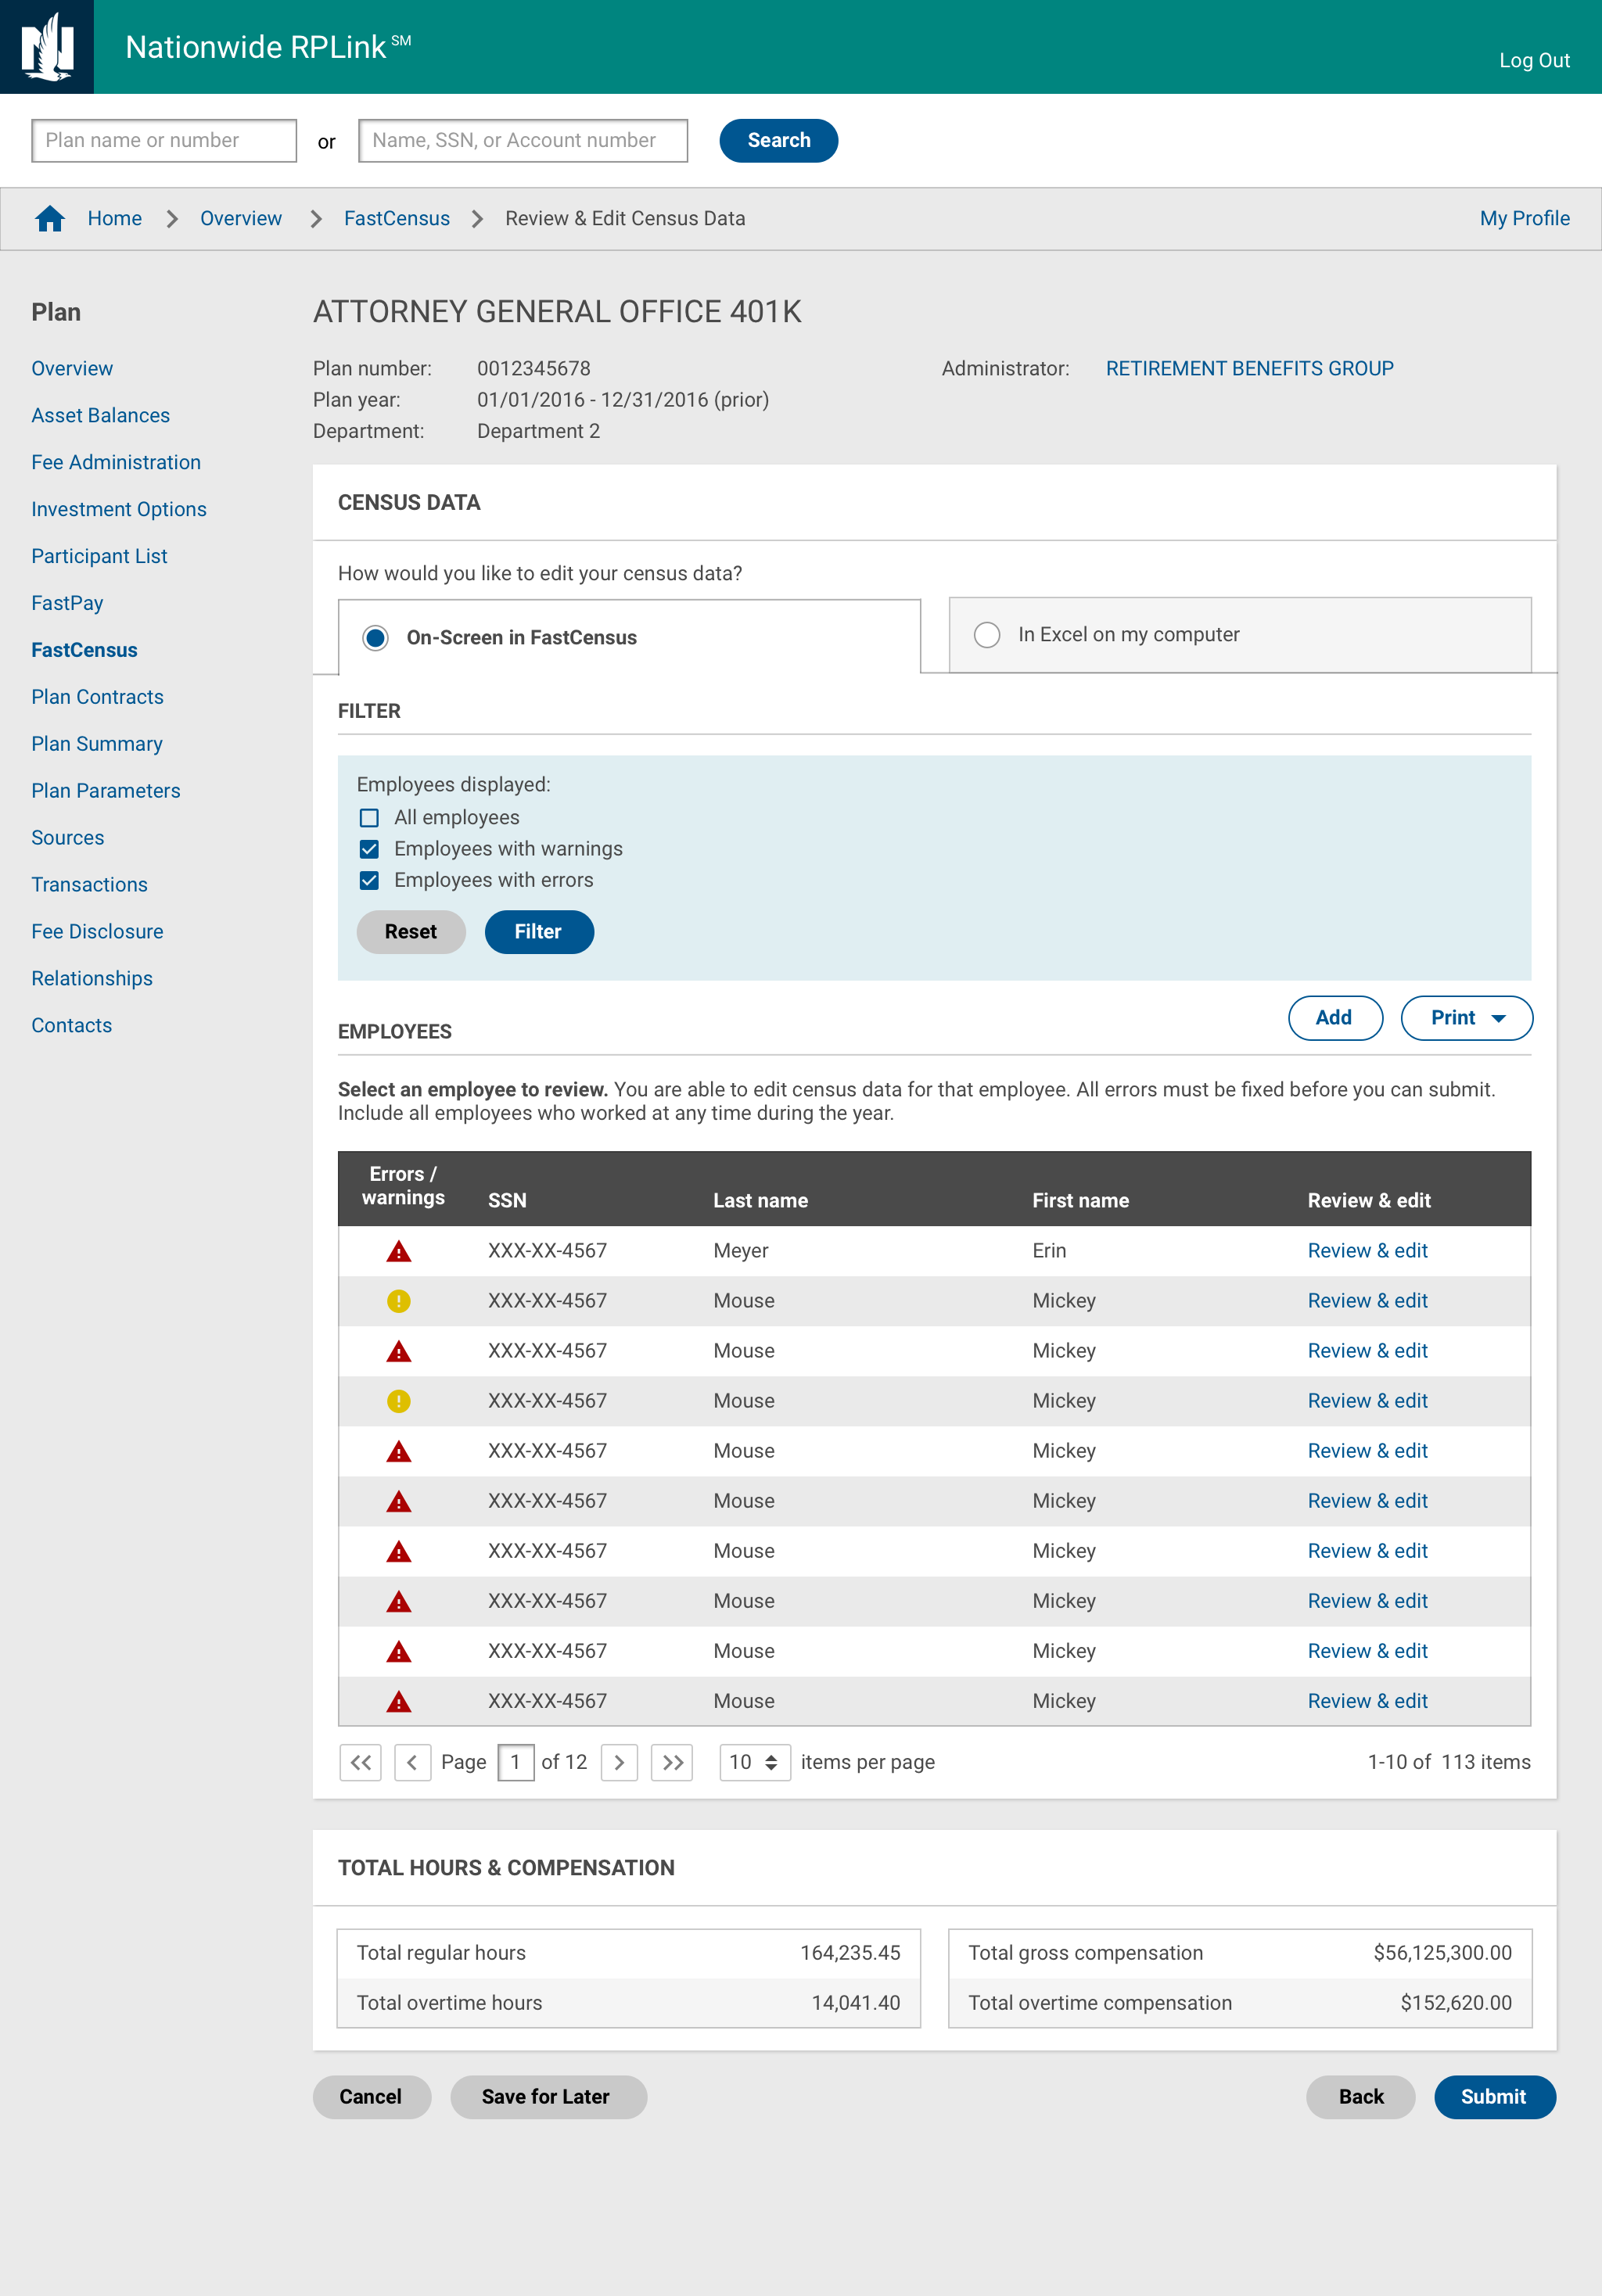 Nationwide RPLink℠
Log Out
Plan name or number
or
Name, SSN, or Account number
Search
Home
Overview
FastCensus
Review & Edit Census Data
My Profile
Plan
Overview
Asset Balances
Fee Administration
Investment Options
Participant List
FastPay
FastCensus
Plan Contracts
Plan Summary
Plan Parameters
Sources
Transactions
Fee Disclosure
Relationships
Contacts
ATTORNEY GENERAL OFFICE 401K
Plan number: 0012345678
Administrator: RETIREMENT BENEFITS GROUP
Plan year: 01/01/2016 - 12/31/2016 (prior)
Department: Department 2
CENSUS DATA
How would you like to edit your census data?
On-Screen in FastCensus
In Excel on my computer
FILTER
Employees displayed:
All employees
Employees with warnings
Employees with errors
Reset
Filter
EMPLOYEES
Add
Print
Select an employee to review. You are able to edit census data for that employee. All errors must be fixed before you can submit.
Include all employees who worked at any time during the year.
Errors /
warnings SSN Last name First name Review & edit
XXX-XX-4567 Meyer Erin Review & edit
XXX-XX-4567 Mouse Mickey Review & edit
XXX-XX-4567 Mouse Mickey Review & edit
XXX-XX-4567 Mouse Mickey Review & edit
XXX-XX-4567 Mouse Mickey Review & edit
XXX-XX-4567 Mouse Mickey Review & edit
XXX-XX-4567 Mouse Mickey Review & edit
XXX-XX-4567 Mouse Mickey Review & edit
XXX-XX-4567 Mouse Mickey Review & edit
XXX-XX-4567 Mouse Mickey Review & edit
Page 1 of 12
10 items per page
1-10 of 113 items
TOTAL HOURS & COMPENSATION
Total regular hours 164,235.45
Total overtime hours 14,041.40
Total gross compensation $56,125,300.00
Total overtime compensation $152,620.00
Cancel
Save for Later
Back
Submit